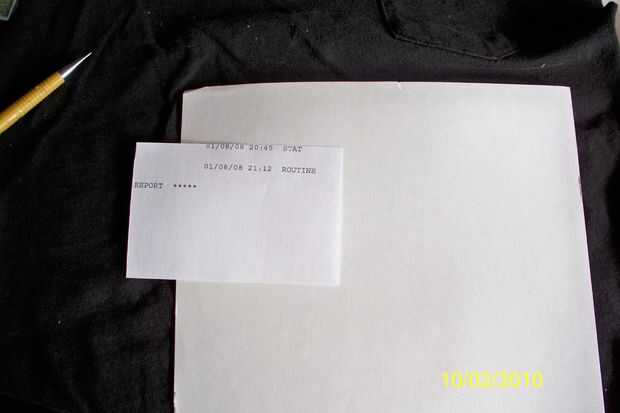 01/08/08 20:45 STAT
01/08/08 21:12 ROUTINE
REPORT *****
10/02/2010